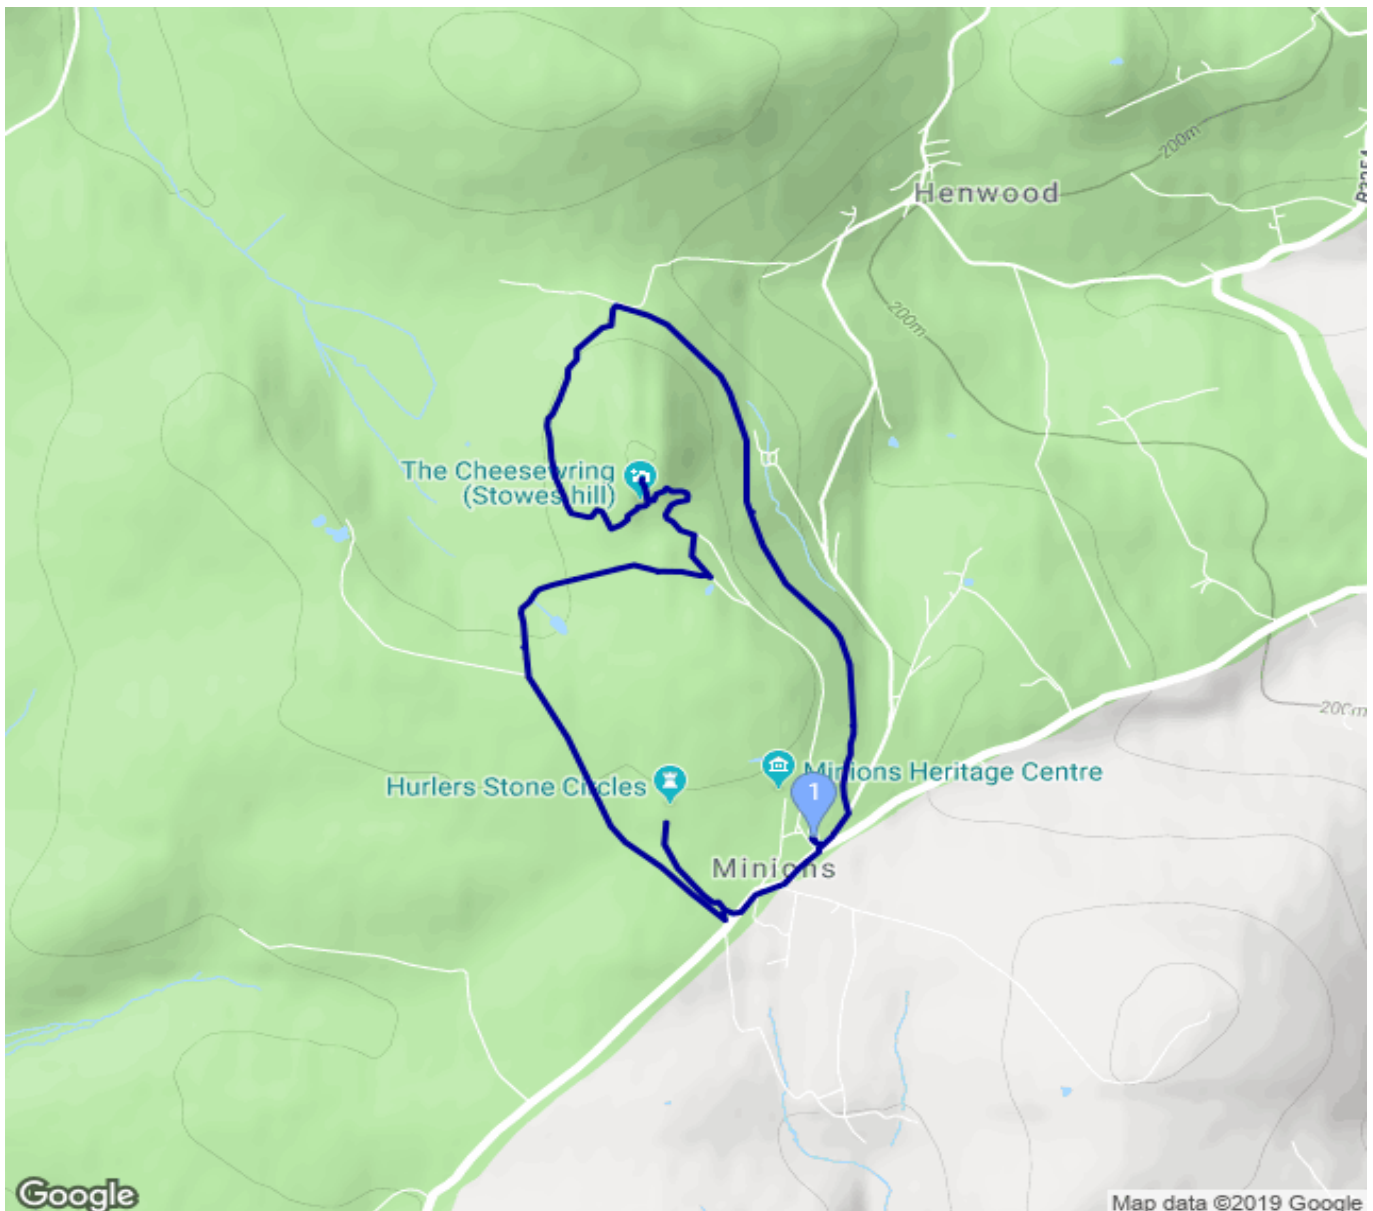 200m
Henwood
200m
The Cheesewring
(Stowes hill)
200m
Minions Heritage Centre
Hurlers Stone Circles
1
Minions
Google
Map data ©2019 Google